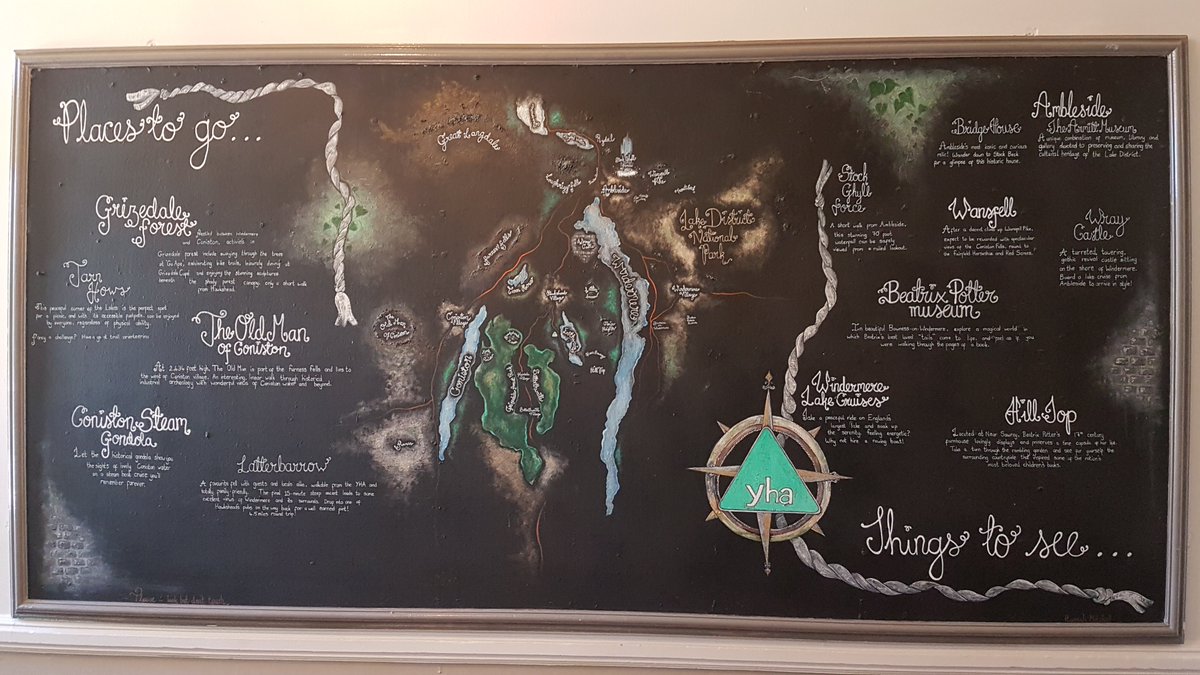 Places to go...
Grizedale
Forest
Nestled between Windermere
and Coniston, activities in
Grizedale forest include swinging through the trees
at Go Ape, exhilarating bike trails, leisurely dining at
Grizedale Café, and enjoying the stunning sculptures
beneath the shady forest canopy, only a short walk
from Hawkshead.
Tarn
Hows
This peaceful corner of the Lakes is the perfect spot
for a picnic, and with its accessible footpath, can be enjoyed
by everyone, regardless of physical ability.
Fancy a challenge? Have a go at trail orienteering
The Old Man
of Coniston
At 2,634 feet high, The Old Man is part of the Furness Fells and lies to
the west of Coniston village. An interesting, linear walk through historical
industrial archeology with wonderful views of Coniston water and beyond.
Coniston Steam
Gondola
Let the historical gondola show you
the sights of lovely Coniston water
on a steam boat cruise you'll
remember forever.
Latterbarrow
A favourite fell with guests and locals alike, walkable from the YHA and
totally family-friendly. The final 15-minute steep ascent leads to some
excellent views of Windermere and its surrounds. Drop into one of
Hawksheads pubs on the way back for a well earned pint!
6.5 miles round trip!
Please look but don't touch
Great Langdale
Rydal
Ambleside
Lake District
National
Park
Windermere
Windermere
Village
Coniston
Village
The Old Man
of Coniston
Coniston
Hill Top
yha
Stock
Ghyll
Force
A short walk from Ambleside,
this stunning 70 foot
waterfall can be safely
viewed from a railed lookout.
Bridge House
Ambleside's most iconic and curious
relic! Wander down to Stock Beck
for a glimpse of this historic house.
Ambleside
The Armitt Museum
A unique combination of museum, library and
gallery devoted to preserving and sharing the
cultural heritage of the Lake District.
Wansfell
After a decent climb up Wansfell Pike,
expect to be rewarded with spectacular
views of the Coniston Fells, round to
the Fairfield Horseshoe and Red Screes.
Wray
Castle
A turreted, towering,
gothic revival castle sitting
on the shore of Windermere.
Board a lake cruise from
Ambleside to arrive in style!
Beatrix Potter
museum
In beautiful Bowness-on-Windermere, explore a magical world in
which Beatrix's best loved 'tails' come to life, and feel as if you
were walking through the pages of a book.
Windermere
Lake Cruises
Take a peaceful ride on England's
largest lake and soak up
the serenity. Feeling energetic?
Why not hire a rowing boat!
Hill Top
Located at Near Sawrey, Beatrix Potter's 17th century
farmhouse lovingly displays and preserves a time capsule of her life.
Take a turn through the rambling garden and see for yourself the
surrounding countryside that inspired some of the nation's
most beloved children's books.
Things to see...